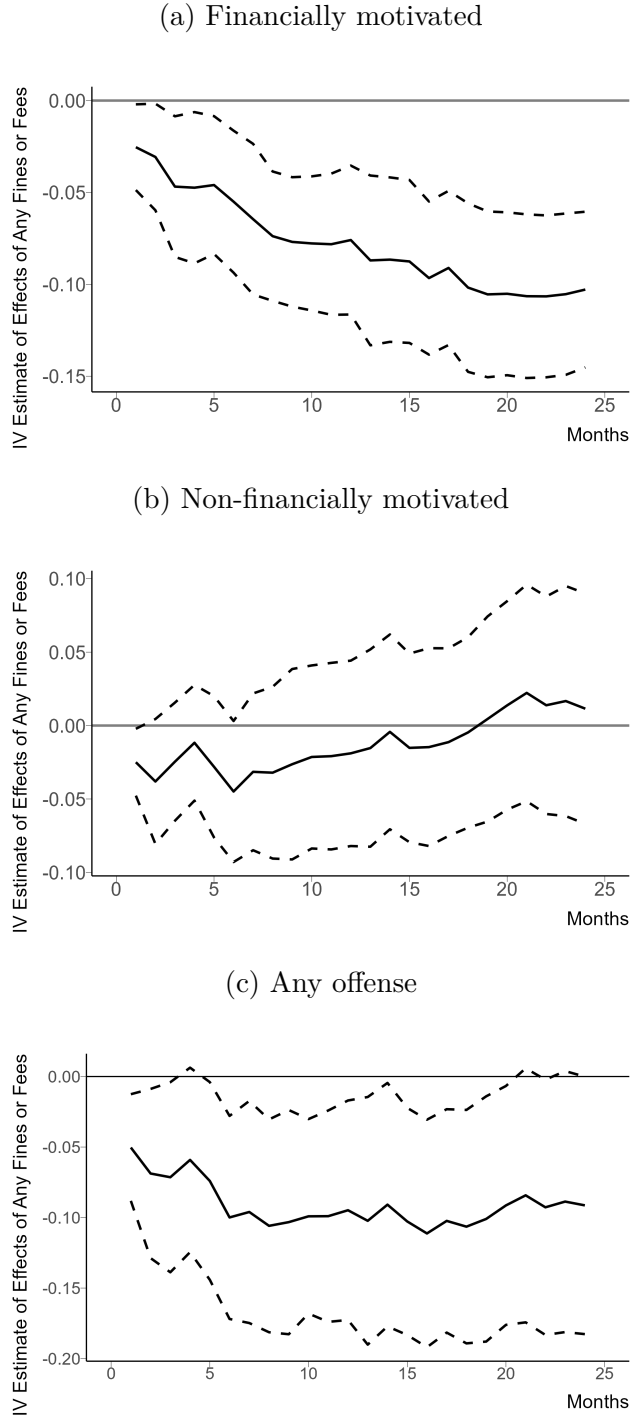 (a) Financially motivated
IV Estimate of Effects of Any Fines or Fees
0.00
-0.05
-0.10
-0.15
0 5 10 15 20 25
Months
(b) Non-financially motivated
IV Estimate of Effects of Any Fines or Fees
0.10
0.05
0.00
-0.05
-0.10
0 5 10 15 20 25
Months
(c) Any offense
IV Estimate of Effects of Any Fines or Fees
0.00
-0.05
-0.10
-0.15
-0.20
0 5 10 15 20 25
Months